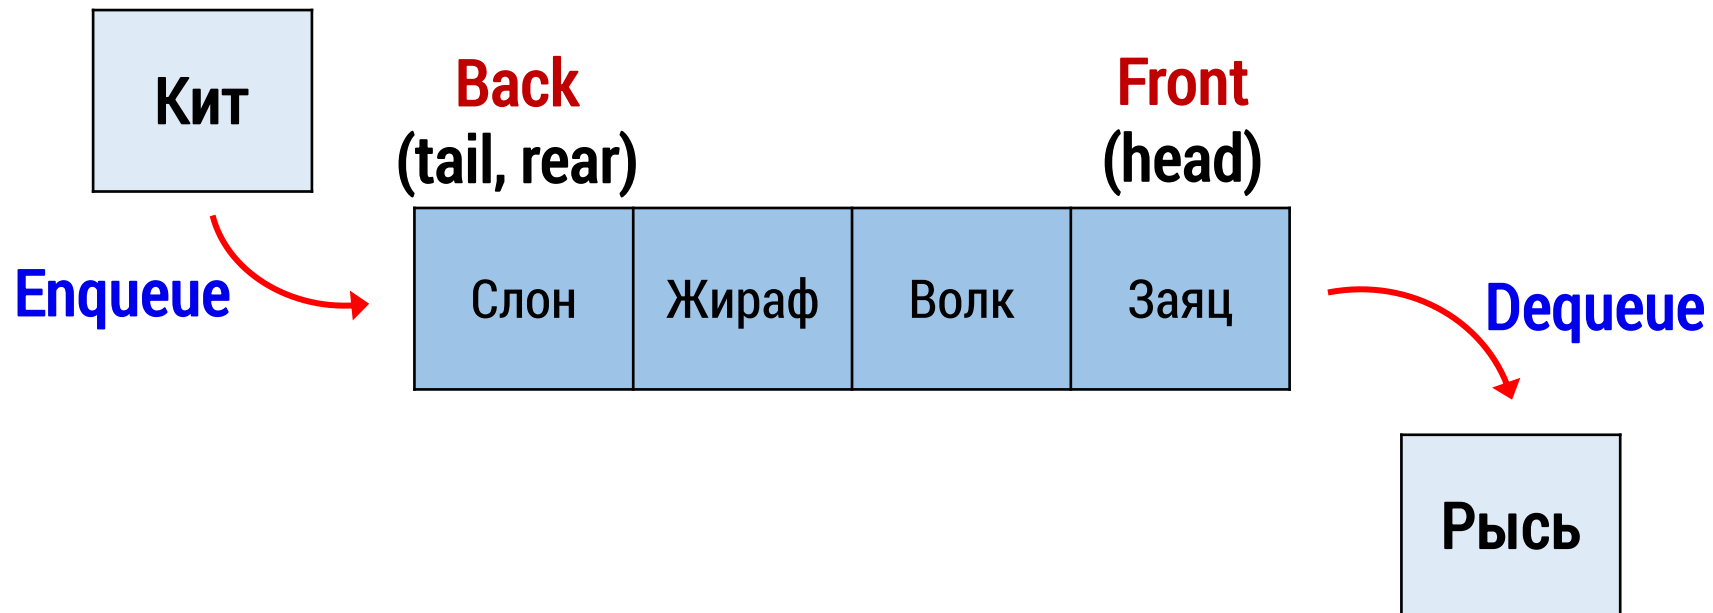 Кит
Back
(tail, rear)
Front
(head)
Enqueue
Слон
Жираф
Волк
Заяц
Dequeue
Рысь